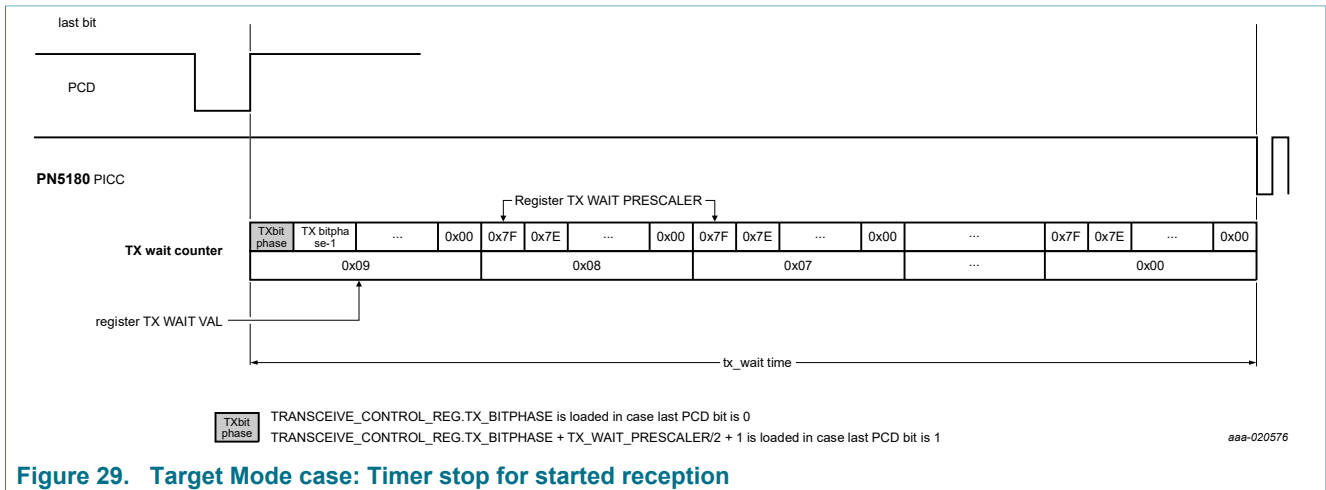 last bit
PCD
PN5180 PICC
Register TX WAIT PRESCALER
TX wait counter
TXbit phase TX bitpha se-1 ... 0x00 0x7F 0x7E ... 0x00 0x7F 0x7E ... 0x00 ... 0x7F 0x7E ... 0x00
0x09 0x08 0x07 ... 0x00
register TX WAIT VAL
tx_wait time
TXbit phase
TRANSCEIVE_CONTROL_REG.TX_BITPHASE is loaded in case last PCD bit is 0
TRANSCEIVE_CONTROL_REG.TX_BITPHASE + TX_WAIT_PRESCALER/2 + 1 is loaded in case last PCD bit is 1
aaa-020576
Figure 29. Target Mode case: Timer stop for started reception